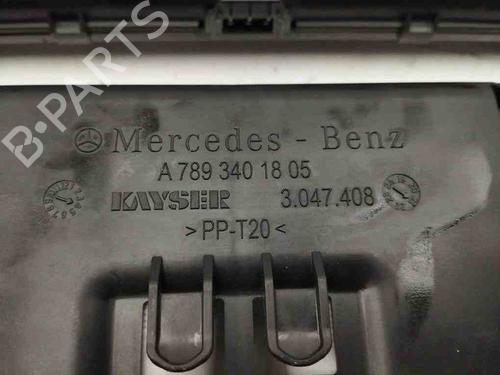 Mercedes - Benz
A 789 340 18 05
KAYSER 3.047.408
>PP-T20<
B-Parts